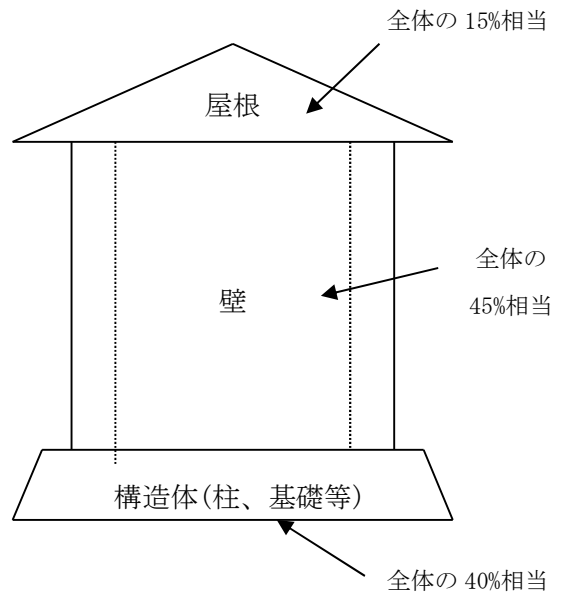 全体の 15%相当
屋根
全体の
45%相当
壁
構造体(柱、基礎等)
全体の 40%相当